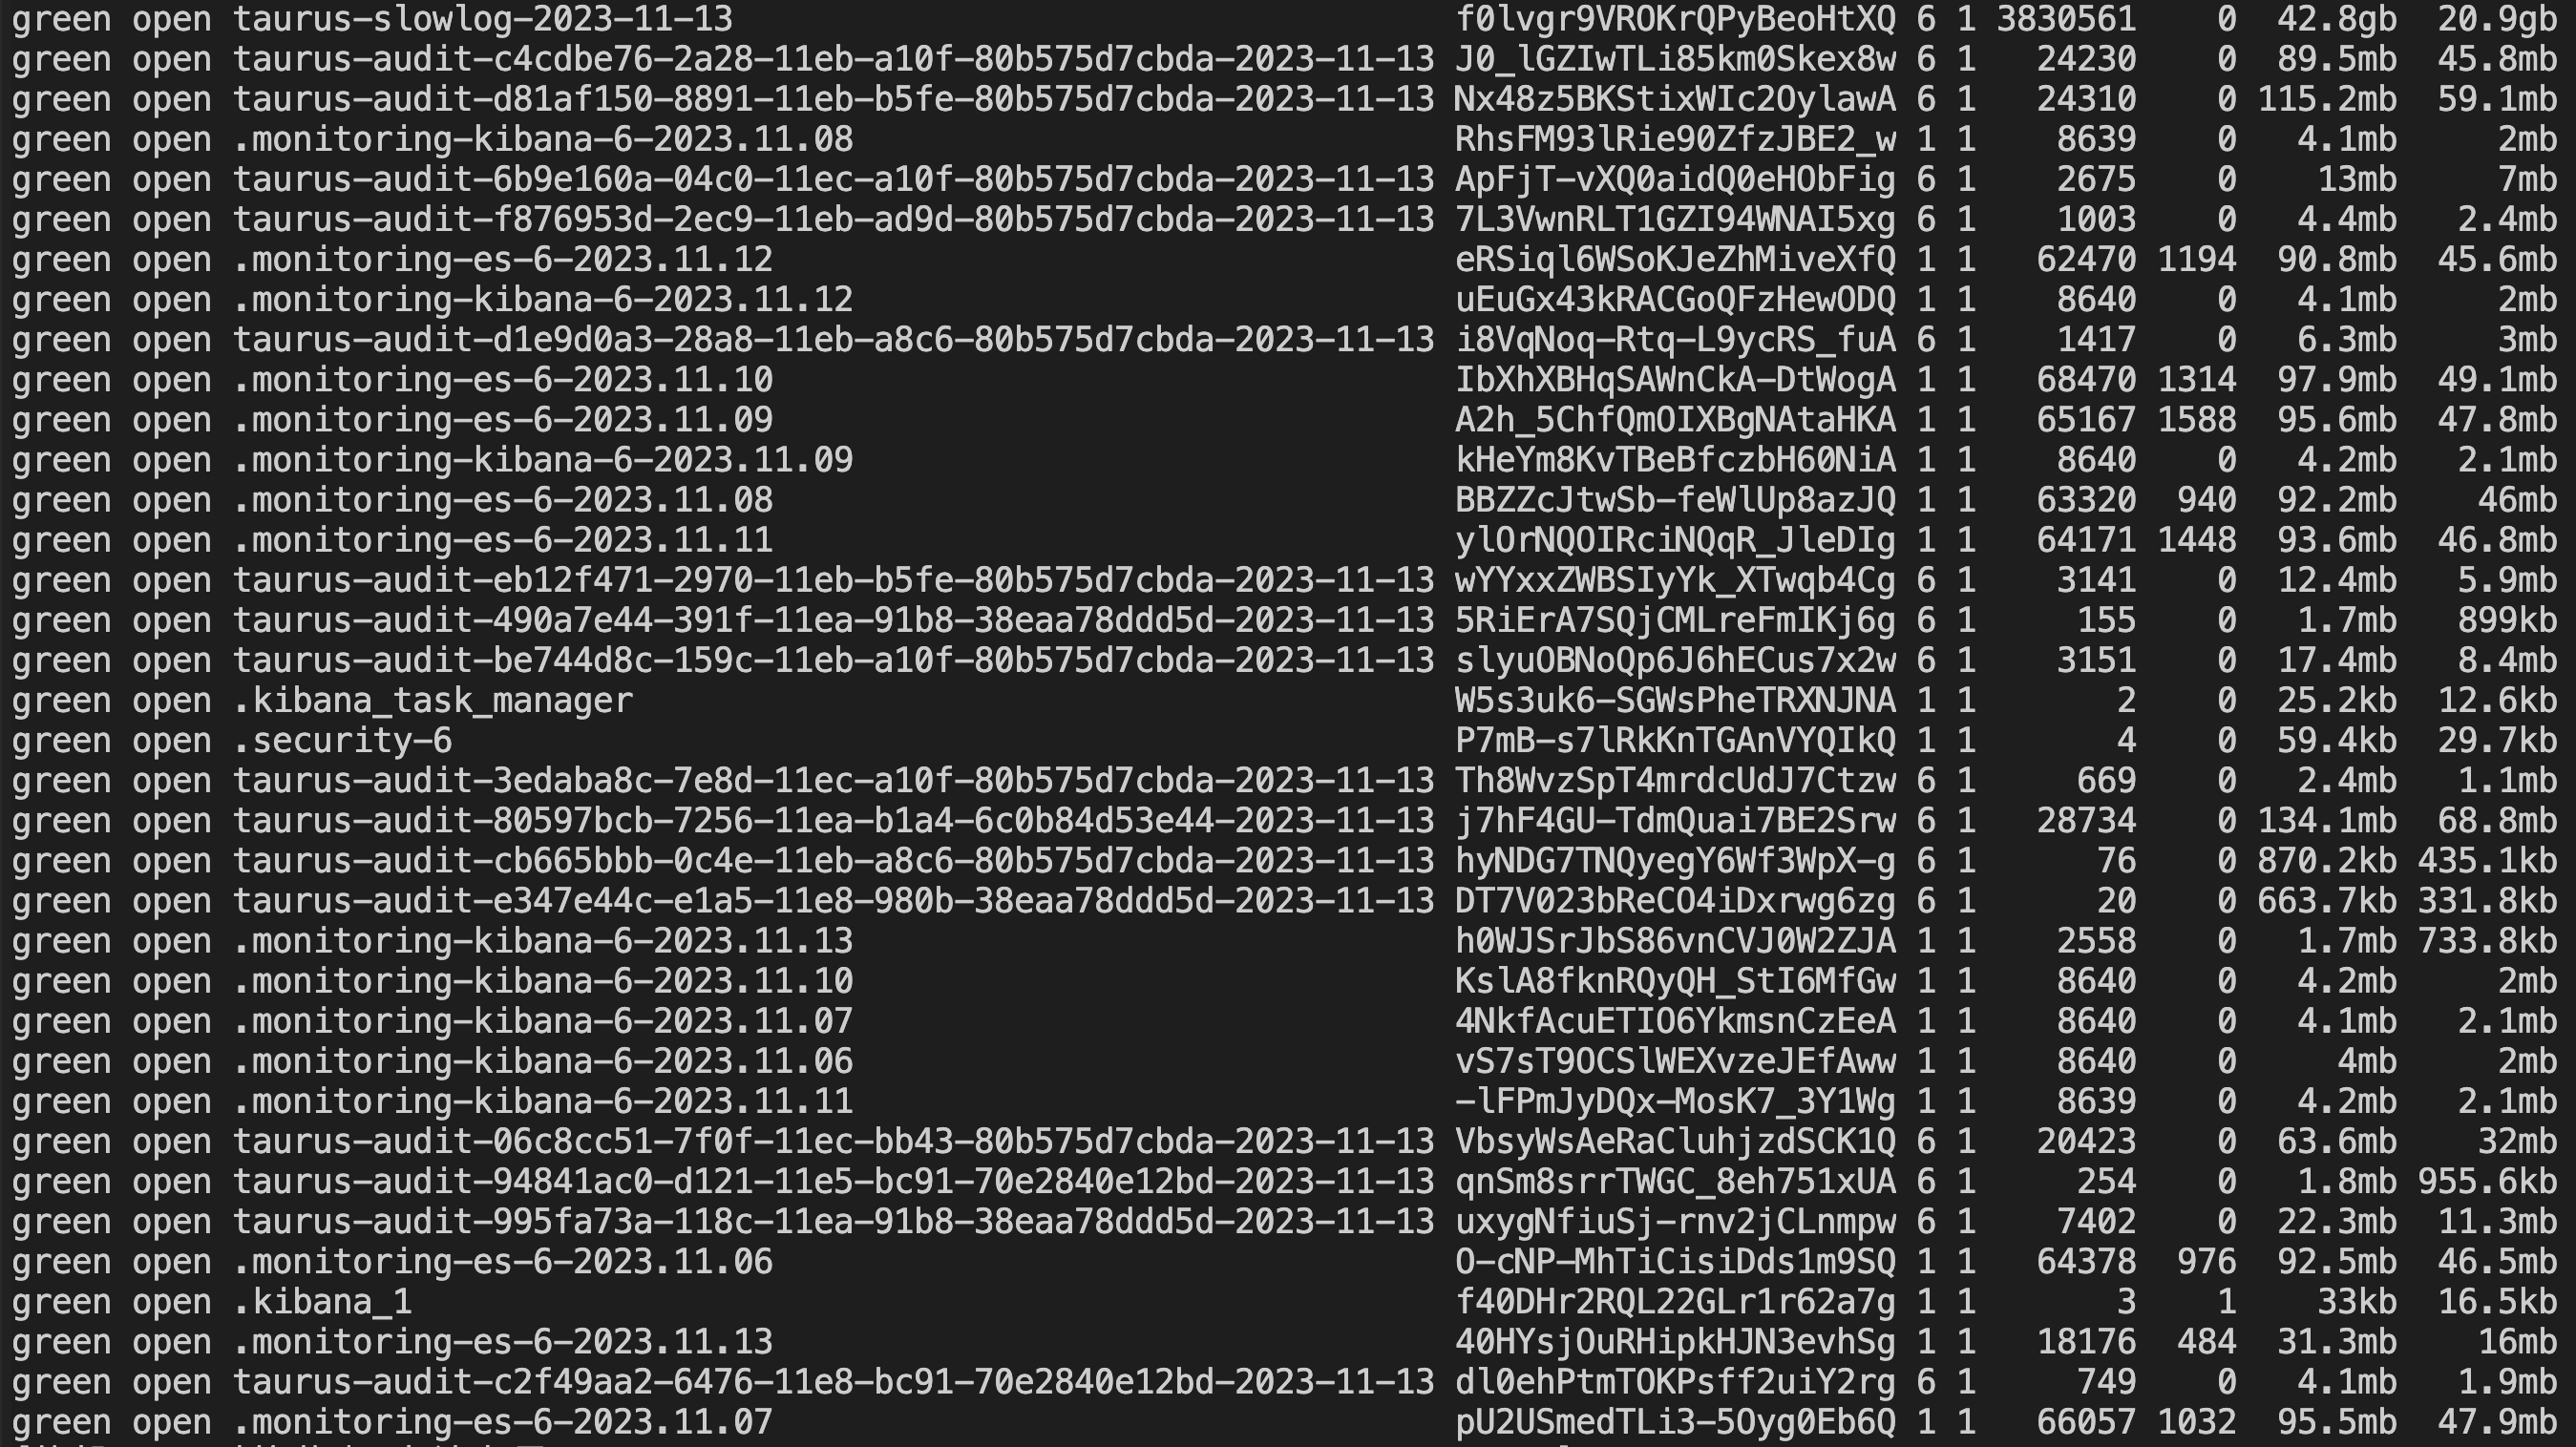 green open taurus-slowlog-2023-11-13 f0lvgr9VROKrQPyBeoHtXQ 6 1 3830561 0 42.8gb 20.9gb
green open taurus-audit-c4cdbe76-2a28-11eb-a10f-80b575d7cbda-2023-11-13 J0_lGZIwTLi85km0Skex8w 6 1 24230 0 89.5mb 45.8mb
green open taurus-audit-d81af150-8891-11eb-b5fe-80b575d7cbda-2023-11-13 Nx48z5BKStixWIc2OylawA 6 1 24310 0 115.2mb 59.1mb
green open .monitoring-kibana-6-2023.11.08 RhsFM93lRie90ZfzJBE2_w 1 1 8639 0 4.1mb 2mb
green open taurus-audit-6b9e160a-04c0-11ec-a10f-80b575d7cbda-2023-11-13 ApFjT-vXQ0aidQ0eHObFig 6 1 2675 0 13mb 7mb
green open taurus-audit-f876953d-2ec9-11eb-ad9d-80b575d7cbda-2023-11-13 7L3VwnRLT1GZI94WNAI5xg 6 1 1003 0 4.4mb 2.4mb
green open .monitoring-es-6-2023.11.12 eRSiql6WSoKJeZhMiveXfQ 1 1 62470 1194 90.8mb 45.6mb
green open .monitoring-kibana-6-2023.11.12 uEuGx43kRACGoQFzHewODQ 1 1 8640 0 4.1mb 2mb
green open taurus-audit-d1e9d0a3-28a8-11eb-a8c6-80b575d7cbda-2023-11-13 i8VqNoq-Rtq-L9ycRS_fuA 6 1 1417 0 6.3mb 3mb
green open .monitoring-es-6-2023.11.10 IbXhXBHqSAWnCkA-DtWogA 1 1 68470 1314 97.9mb 49.1mb
green open .monitoring-es-6-2023.11.09 A2h_5ChfQmOIXBgNAtaHKA 1 1 65167 1588 95.6mb 47.8mb
green open .monitoring-kibana-6-2023.11.09 kHeYm8KvTBeBfczbH60NiA 1 1 8640 0 4.2mb 2.1mb
green open .monitoring-es-6-2023.11.08 BBZZcJtwSb-feWlUp8azJQ 1 1 63320 940 92.2mb 46mb
green open .monitoring-es-6-2023.11.11 ylOrNQOIRciNQqR_JleDIg 1 1 64171 1448 93.6mb 46.8mb
green open taurus-audit-eb12f471-2970-11eb-b5fe-80b575d7cbda-2023-11-13 wYYxxZWBSIyYk_XTwqb4Cg 6 1 3141 0 12.4mb 5.9mb
green open taurus-audit-490a7e44-391f-11ea-91b8-38eaa78ddd5d-2023-11-13 5RiErA7SQjCMLreFmIKj6g 6 1 155 0 1.7mb 899kb
green open taurus-audit-be744d8c-159c-11eb-a10f-80b575d7cbda-2023-11-13 slyuOBNoQp6J6hECus7x2w 6 1 3151 0 17.4mb 8.4mb
green open .kibana_task_manager W5s3uk6-SGWsPheTRXNJNA 1 1 2 0 25.2kb 12.6kb
green open .security-6 P7mB-s7lRkKnTGAnVYQIkQ 1 1 4 0 59.4kb 29.7kb
green open taurus-audit-3edaba8c-7e8d-11ec-a10f-80b575d7cbda-2023-11-13 Th8WvzSpT4mrdcUdJ7Ctzw 6 1 669 0 2.4mb 1.1mb
green open taurus-audit-80597bcb-7256-11ea-b1a4-6c0b84d53e44-2023-11-13 j7hF4GU-TdmQuai7BE2Srw 6 1 28734 0 134.1mb 68.8mb
green open taurus-audit-cb665bbb-0c4e-11eb-a8c6-80b575d7cbda-2023-11-13 hyNDG7TNQyegY6Wf3WpX-g 6 1 76 0 870.2kb 435.1kb
green open taurus-audit-e347e44c-e1a5-11e8-980b-38eaa78ddd5d-2023-11-13 DT7V023bReCO4iDxrwg6zg 6 1 20 0 663.7kb 331.8kb
green open .monitoring-kibana-6-2023.11.13 h0WJSrJbS86vnCVJ0W2ZJA 1 1 2558 0 1.7mb 733.8kb
green open .monitoring-kibana-6-2023.11.10 KslA8fknRQyQH_StI6MfGw 1 1 8640 0 4.2mb 2mb
green open .monitoring-kibana-6-2023.11.07 4NkfAcuETIO6YkmsnCzEeA 1 1 8640 0 4.1mb 2.1mb
green open .monitoring-kibana-6-2023.11.06 vS7sT9OCSlWEXvzeJEfAww 1 1 8640 0 4mb 2mb
green open .monitoring-kibana-6-2023.11.11 -lFPmJyDQx-MosK7_3Y1Wg 1 1 8639 0 4.2mb 2.1mb
green open taurus-audit-06c8cc51-7f0f-11ec-bb43-80b575d7cbda-2023-11-13 VbsyWsAeRaCluhjzdSCK1Q 6 1 20423 0 63.6mb 32mb
green open taurus-audit-94841ac0-d121-11e5-bc91-70e2840e12bd-2023-11-13 qnSm8srrTWGC_8eh751xUA 6 1 254 0 1.8mb 955.6kb
green open taurus-audit-995fa73a-118c-11ea-91b8-38eaa78ddd5d-2023-11-13 uxygNfiuSj-rnv2jCLnmpw 6 1 7402 0 22.3mb 11.3mb
green open .monitoring-es-6-2023.11.06 O-cNP-MhTiCisiDds1m9SQ 1 1 64378 976 92.5mb 46.5mb
green open .kibana_1 f40DHr2RQL22GLr1r62a7g 1 1 3 1 33kb 16.5kb
green open .monitoring-es-6-2023.11.13 40HYsjOuRHipkHJN3evhSg 1 1 18176 484 31.3mb 16mb
green open taurus-audit-c2f49aa2-6476-11e8-bc91-70e2840e12bd-2023-11-13 dl0ehPtmTOKPsff2uiY2rg 6 1 749 0 4.1mb 1.9mb
green open .monitoring-es-6-2023.11.07 pU2USmedTLi3-5Oyg0Eb6Q 1 1 66057 1032 95.5mb 47.9mb